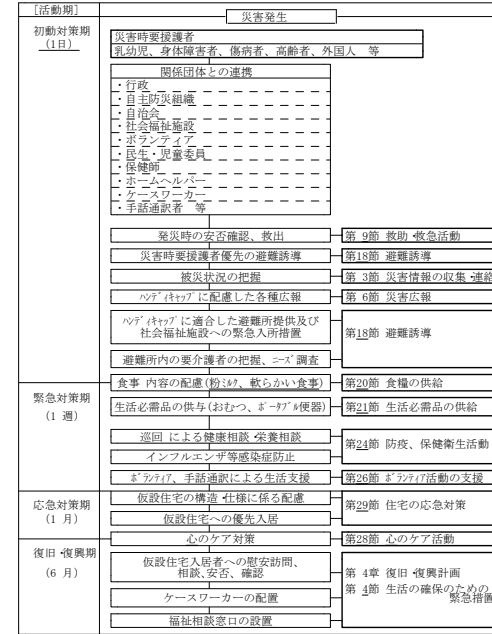 [活動期]
災害発生
初動対策期
(1日)
災害時要援護者
乳幼児、身体障害者、傷病者、高齢者、外国人 等
関係団体との連携
・行政
・自主防災組織
・自治会
・社会福祉施設
・ボランティア
・民生・児童委員
・保健師
・ホームヘルパー
・ケースワーカー
・手話通訳者 等
発災時の安否確認、救出
第 9節 救助・救急活動
災害時要援護者優先の避難誘導
第18節 避難誘導
被災状況の把握
第 3節 災害情報の収集・連絡
ハンディキャップに配慮した各種広報
第 6節 災害広報
ハンディキャップに適合した避難所提供及び
社会福祉施設への緊急入所措置
第18節 避難誘導
避難所内の要介護者の把握、ニーズ調査
食事 内容の配慮(粉ミルク、軟らかい食事)
第20節 食糧の供給
緊急対策期
(1 週)
生活必需品の供与(おむつ、ポータブル便器)
第21節 生活必需品の供給
巡回 による健康相談・栄養相談
第24節 防疫、保健衛生活動
インフルエンザ等感染症防止
ボランティア、手話通訳による生活支援
第26節 ボランティア活動の支援
応急対策期
(1 月)
仮設住宅の構造・仕様に係る配慮
第29節 住宅の応急対策
仮設住宅への優先入居
心のケア対策
第28節 心のケア活動
復旧・復興期
(6 月)
仮設住宅入居者への慰安訪問、
相談、安否、確認
第 4章 復旧・復興計画
第 4節 生活の確保のための
緊急措置
ケースワーカーの配置
福祉相談窓口の設置